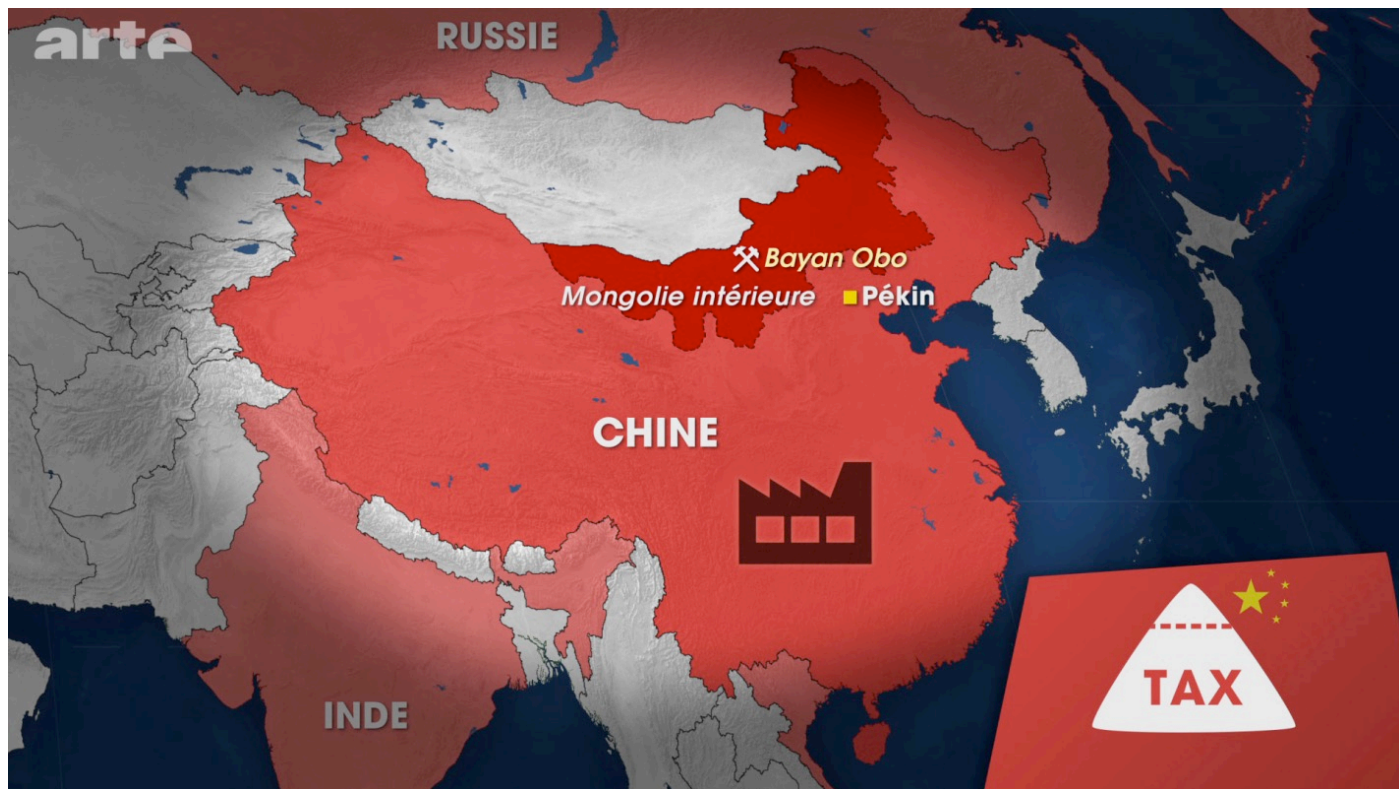 arte
RUSSIE
Bayan Obo
Mongolie intérieure
Pékin
CHINE
TAX
INDE